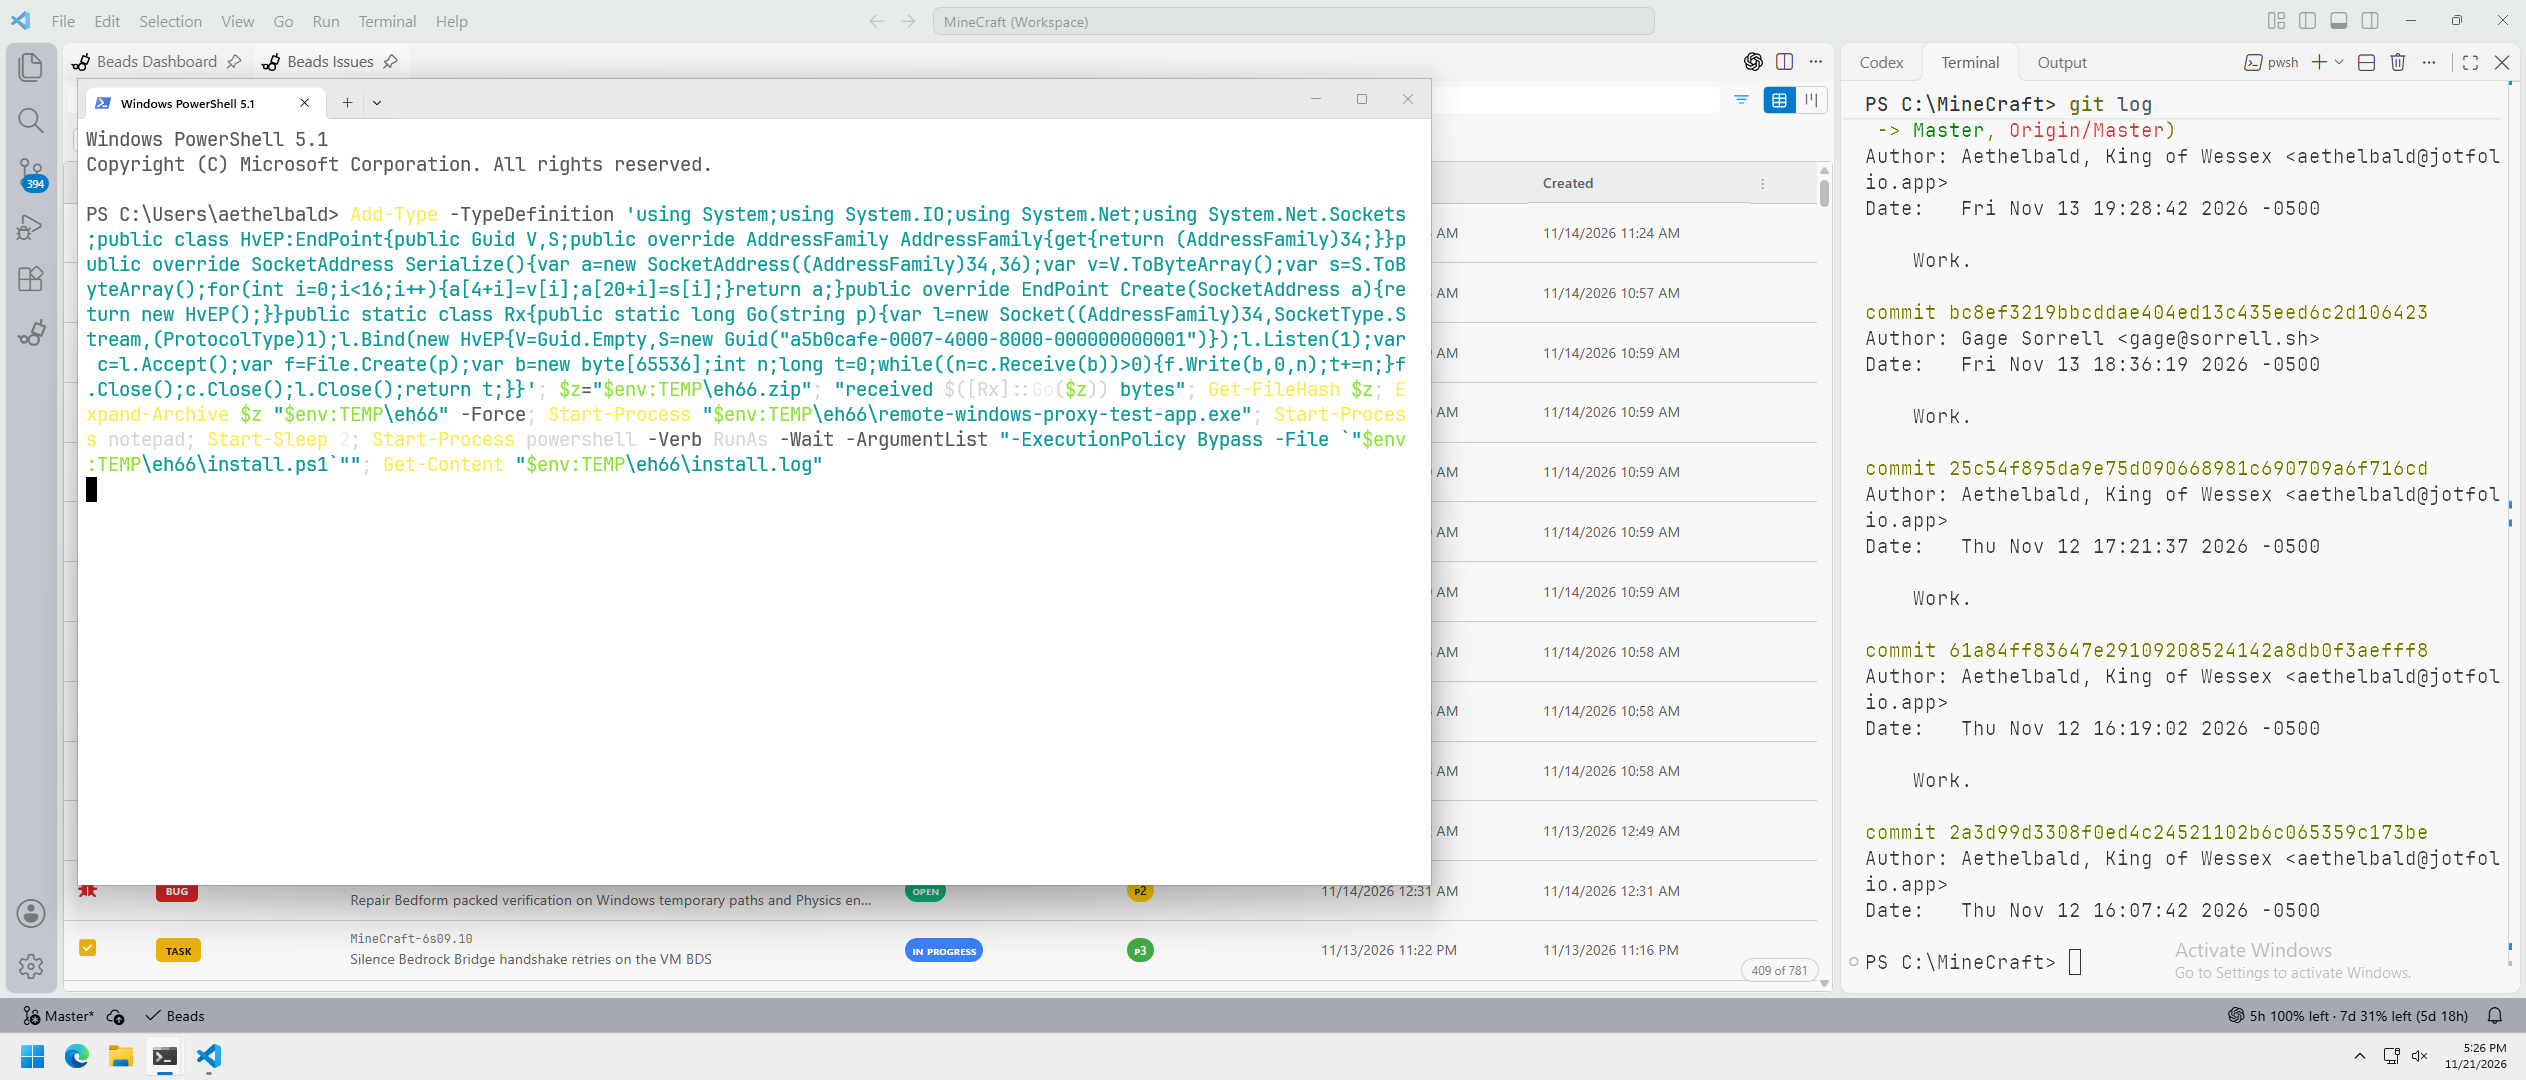 File Edit Selection View Go Run Terminal Help
MineCraft (Workspace)
Beads Dashboard
Beads Issues
Codex
Terminal
Output
pwsh
Windows PowerShell 5.1
Windows PowerShell 5.1
Copyright (C) Microsoft Corporation. All rights reserved.
PS C:\Users\aethelbald> Add-Type -TypeDefinition 'using System;using System.IO;using System.Net;using System.Net.Sockets
;public class HvEP:EndPoint{public Guid V,S;public override AddressFamily AddressFamily{get{return (AddressFamily)34;}}p
ublic override SocketAddress Serialize(){var a=new SocketAddress((AddressFamily)34,36);var v=V.ToByteArray();var s=S.ToB
yteArray();for(int i=0;i<16;i++){a[4+i]=v[i];a[20+i]=s[i];}return a;}public override EndPoint Create(SocketAddress a){re
turn new HvEP();}}public static class Rx{public static long Go(string p){var l=new Socket((AddressFamily)34,SocketType.S
tream,(ProtocolType)1);l.Bind(new HvEP{V=Guid.Empty,S=new Guid("a5b0cafe-0007-4000-8000-000000000001")});l.Listen(1);var
c=l.Accept();var f=File.Create(p);var b=new byte[65536];int n;long t=0;while((n=c.Receive(b))>0){f.Write(b,0,n);t+=n;}f
.Close();c.Close();l.Close();return t;}}'; $z="$env:TEMP\eh66.zip"; "received $([Rx]::Go($z)) bytes"; Get-FileHash $z; E
xpand-Archive $z "$env:TEMP\eh66" -Force; Start-Process "$env:TEMP\eh66\remote-windows-proxy-test-app.exe"; Start-Proces
s notepad; Start-Sleep 2; Start-Process powershell -Verb RunAs -Wait -ArgumentList "-ExecutionPolicy Bypass -File `"$env
:TEMP\eh66\install.ps1`""; Get-Content "$env:TEMP\eh66\install.log"
Created
AM 11/14/2026 11:24 AM
AM 11/14/2026 10:57 AM
AM 11/14/2026 10:59 AM
AM 11/14/2026 10:59 AM
AM 11/14/2026 10:59 AM
AM 11/14/2026 10:59 AM
AM 11/14/2026 10:59 AM
AM 11/14/2026 10:58 AM
AM 11/14/2026 10:58 AM
AM 11/14/2026 10:58 AM
AM 11/13/2026 12:49 AM
BUG
Repair Bedform packed verification on Windows temporary paths and Physics en...
OPEN
P2
11/14/2026 12:31 AM
11/14/2026 12:31 AM
TASK
MineCraft-6s09.10
Silence Bedrock Bridge handshake retries on the VM BDS
IN PROGRESS
P3
11/13/2026 11:22 PM
11/13/2026 11:16 PM
409 of 781
PS C:\MineCraft> git log
-> Master, Origin/Master)
Author: Aethelbald, King of Wessex <aethelbald@jotfol
io.app>
Date:   Fri Nov 13 19:28:42 2026 -0500
Work.
commit bc8ef3219bbcddae404ed13c435eed6c2d106423
Author: Gage Sorrell <gage@sorrell.sh>
Date:   Fri Nov 13 18:36:19 2026 -0500
Work.
commit 25c54f895da9e75d090668981c690709a6f716cd
Author: Aethelbald, King of Wessex <aethelbald@jotfol
io.app>
Date:   Thu Nov 12 17:21:37 2026 -0500
Work.
commit 61a84ff83647e29109208524142a8db0f3aefff8
Author: Aethelbald, King of Wessex <aethelbald@jotfol
io.app>
Date:   Thu Nov 12 16:19:02 2026 -0500
Work.
commit 2a3d99d3308f0ed4c24521102b6c065359c173be
Author: Aethelbald, King of Wessex <aethelbald@jotfol
io.app>
Date:   Thu Nov 12 16:07:42 2026 -0500
PS C:\MineCraft>
Activate Windows
Go to Settings to activate Windows.
394
Master*
Beads
5h 100% left · 7d 31% left (5d 18h)
5:26 PM
11/21/2026